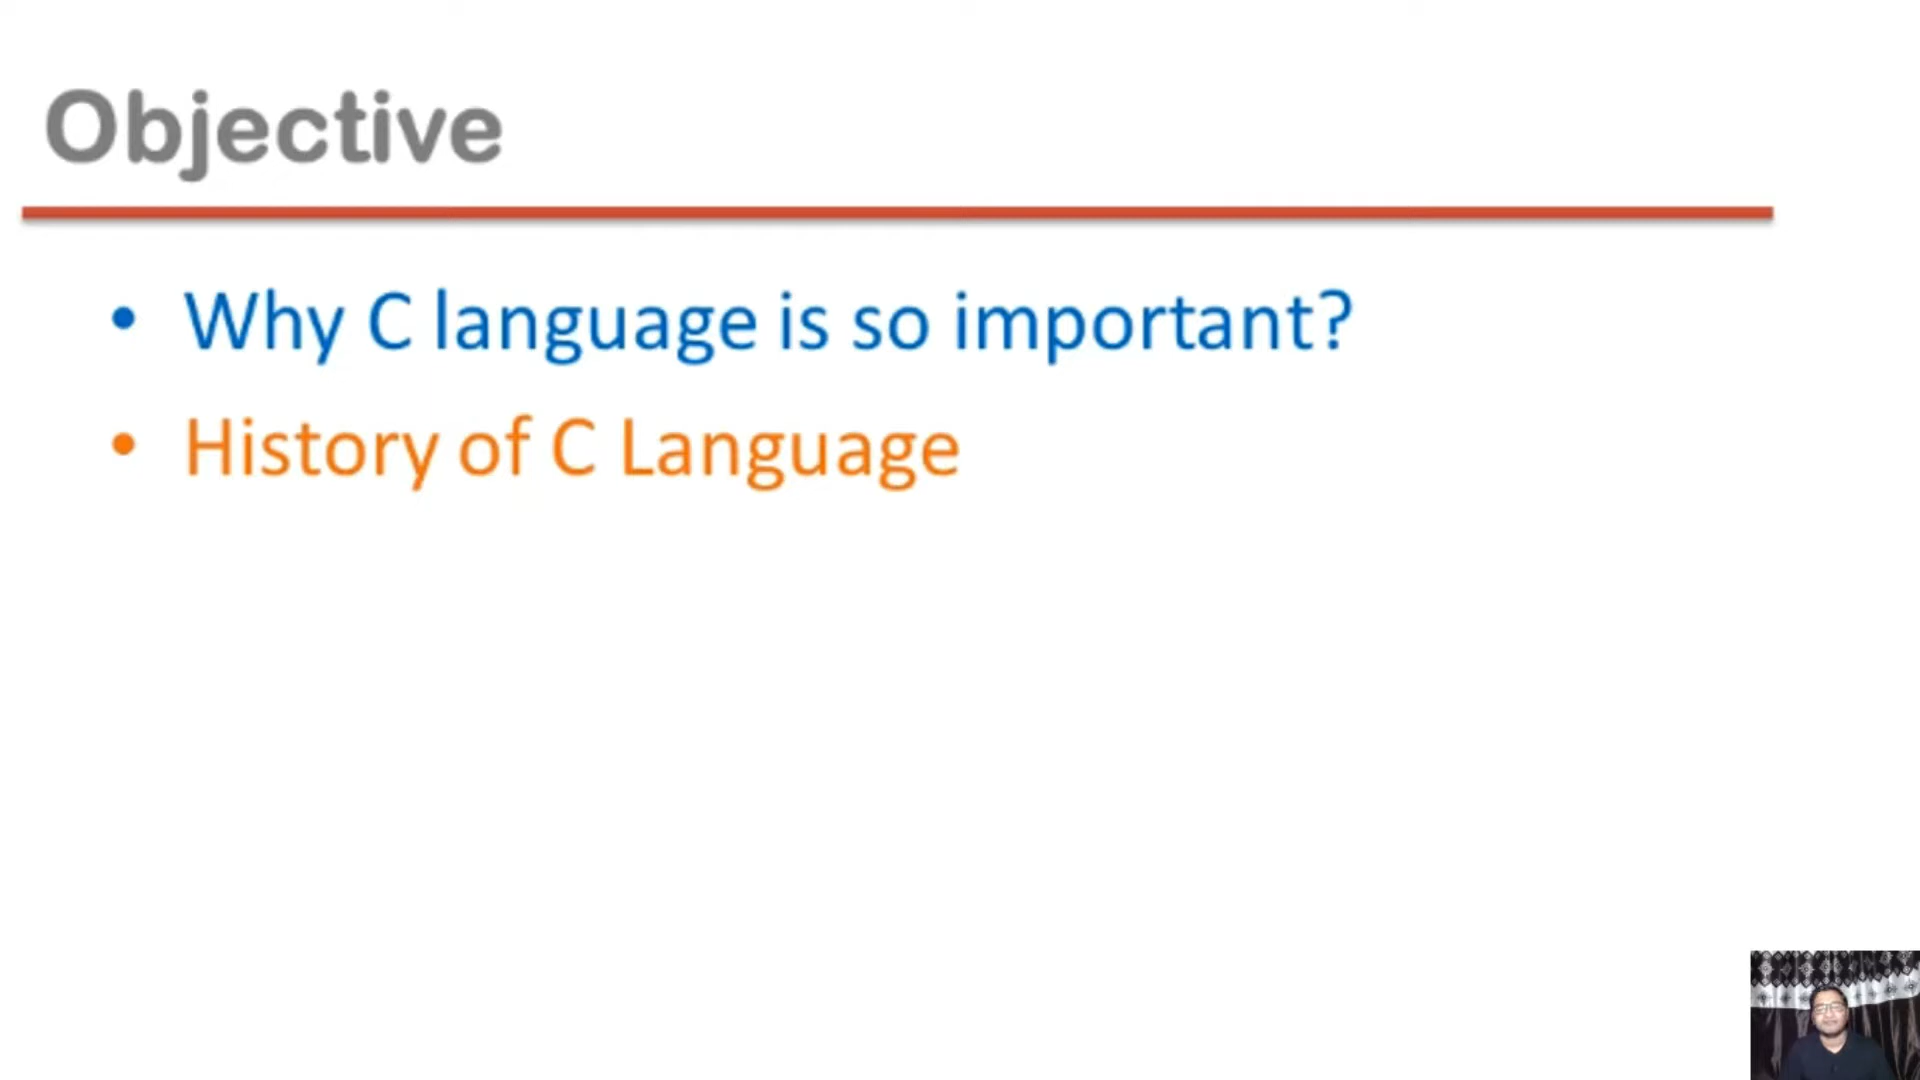 Objective
• Why C language is so important?
• History of C Language